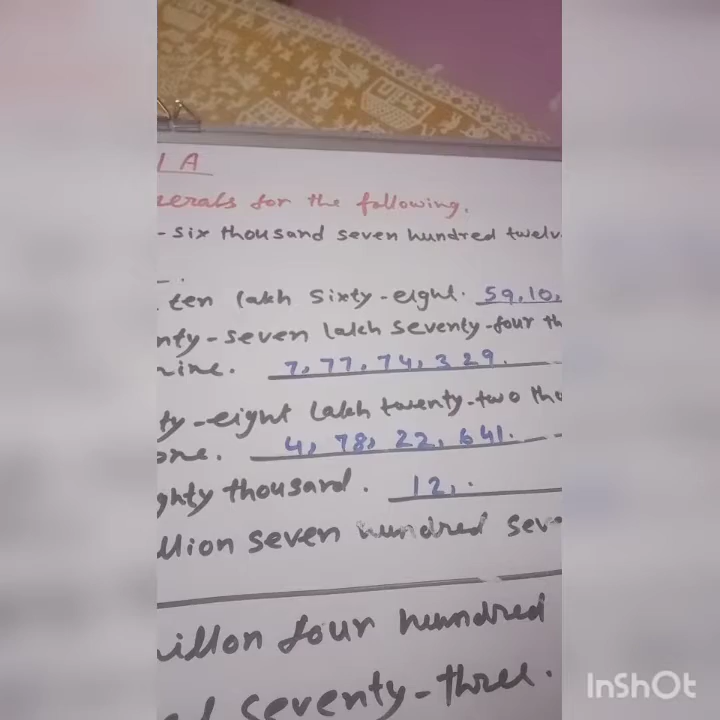 1 A
erals for the following.
- six thousand seven hundred twelv
ten lakh sixty-eight. 59,10,
nty-seven lakh seventy-four th
nine. 7,77,74,329.
ty-eight lakh twenty-two tho
one. 4,78,22,641.
ghty thousand. 12,.
llion seven hundred sev
illon four hundred
seventy-three.
InShOt